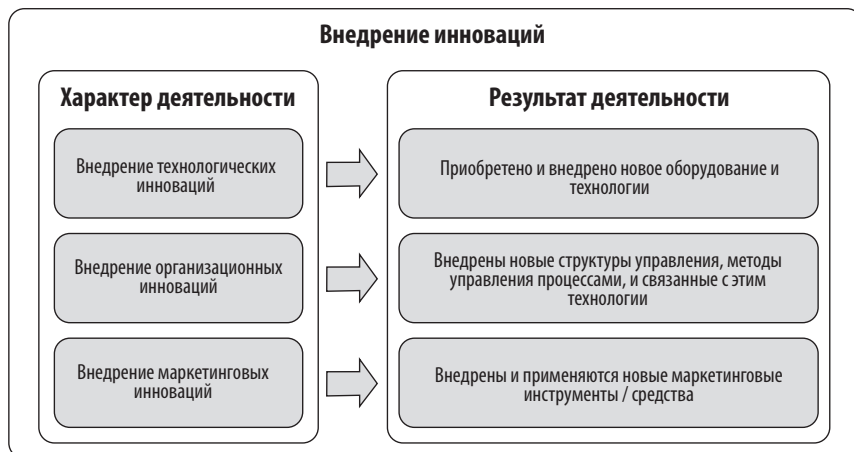 Внедрение инноваций
Характер деятельности
Результат деятельности
Внедрение технологических
инноваций
Приобретено и внедрено новое оборудование и
технологии
Внедрение организационных
инноваций
Внедрены новые структуры управления, методы
управления процессами, и связанные с этим
технологии
Внедрение маркетинговых
инноваций
Внедрены и применяются новые маркетинговые
инструменты / средства